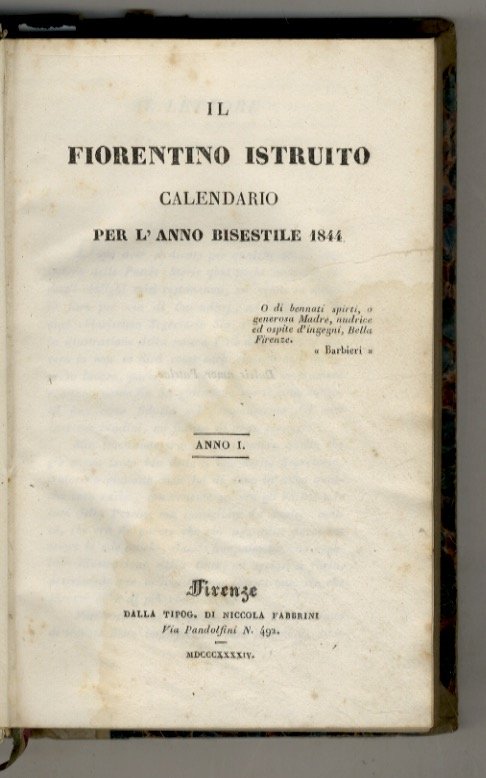 IL
FIORENTINO ISTRUITO
CALENDARIO
PER L' ANNO BISESTILE 1844
O di bennati spirti, o
generosa Madre, nudrice
ed ospite d'ingegni, Bella
Firenze.
« Barbieri »
ANNO I.
Firenze
DALLA TIPOG. DI NICCOLA FABBRINI
Via Pandolfini N. 492.
MDCCCXXXXIV.